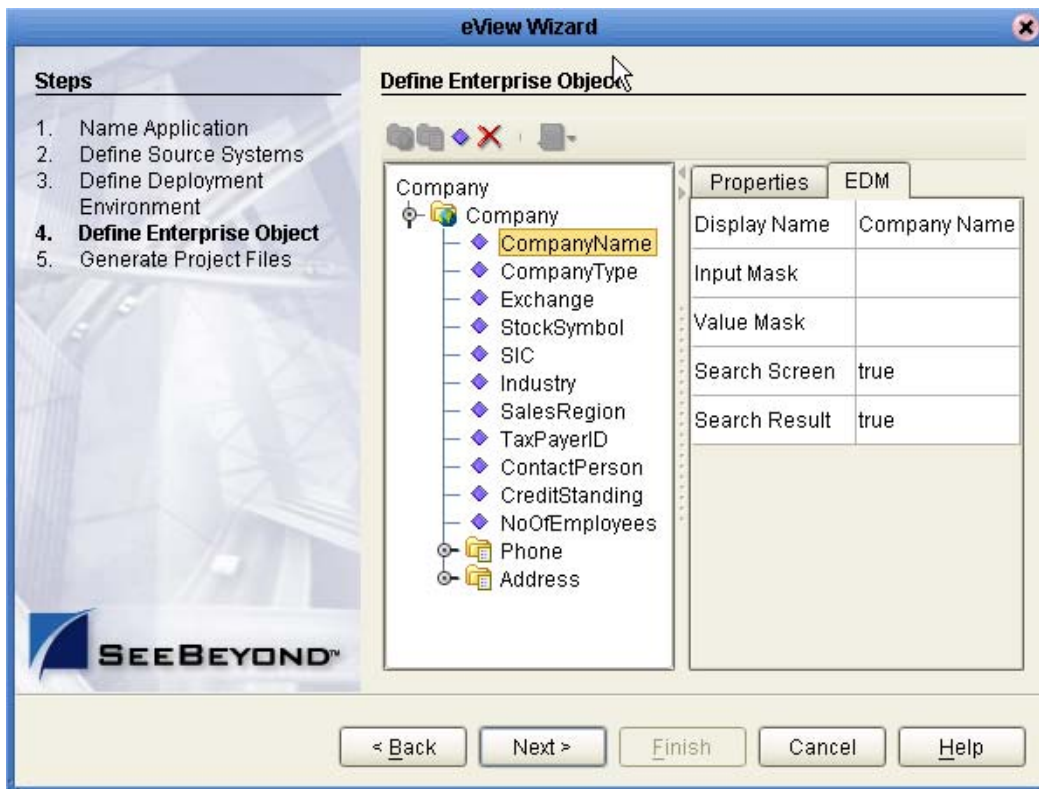 eView Wizard
Steps
1. Name Application
2. Define Source Systems
3. Define Deployment
Environment
4. Define Enterprise Object
5. Generate Project Files
SEEBEYOND™
Define Enterprise Object
Company
Company
CompanyName
CompanyType
Exchange
StockSymbol
SIC
Industry
SalesRegion
TaxPayerID
ContactPerson
CreditStanding
NoOfEmployees
Phone
Address
Properties EDM
Display Name Company Name
Input Mask
Value Mask
Search Screen true
Search Result true
< Back Next > Finish Cancel Help